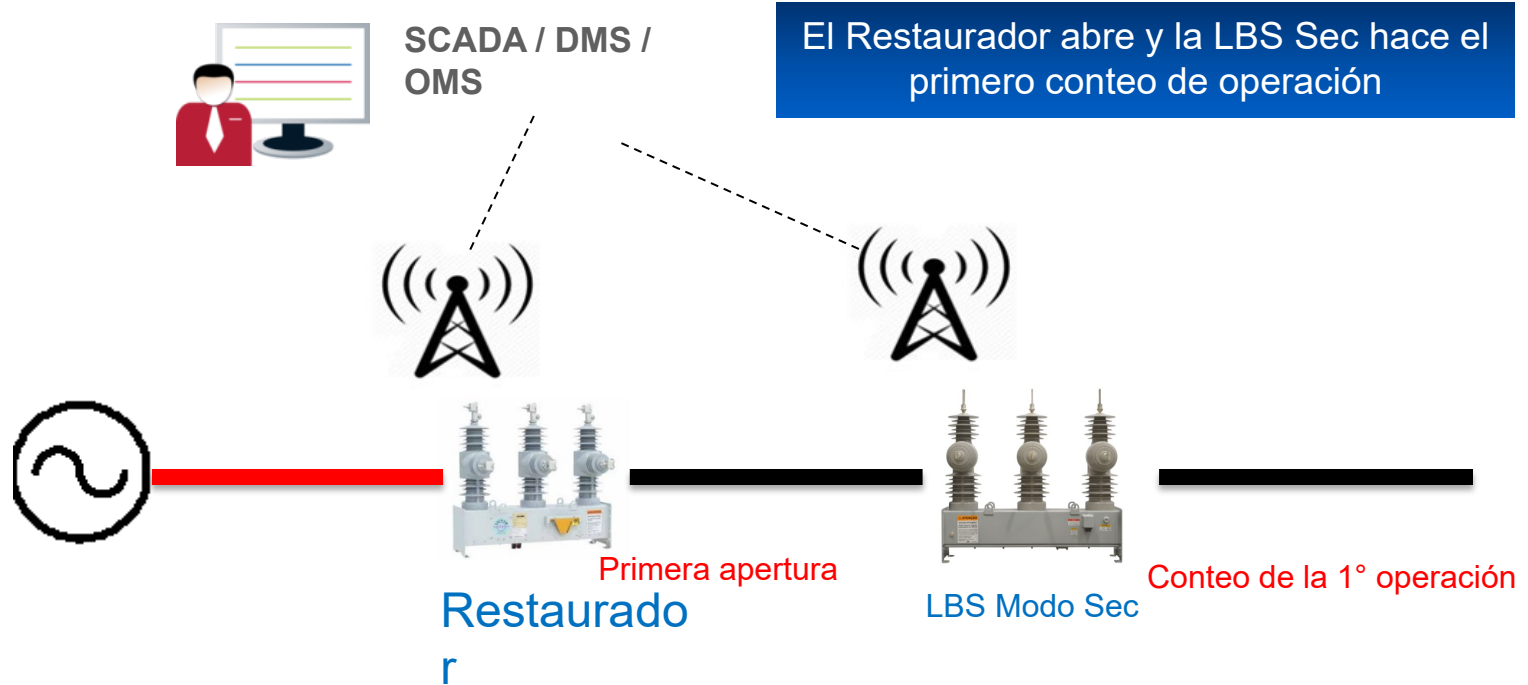 SCADA / DMS /
OMS
El Restaurador abre y la LBS Sec hace el
primero conteo de operación
Primera apertura
Restaurado
r
LBS Modo Sec
Conteo de la 1° operación